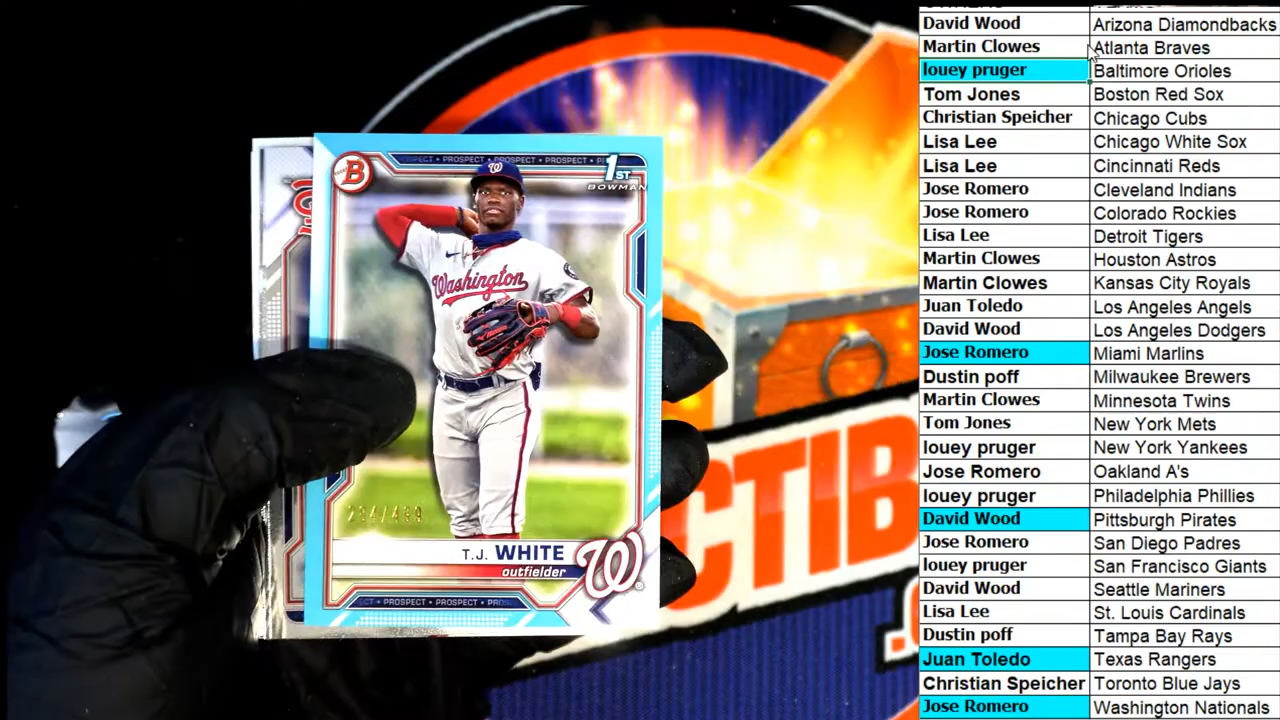 B
PROSPECT • PROSPECT • PROSPECT
1ST
BOWMAN
W
Washington
234/499
T.J. WHITE
outfielder
W
PROSPECT • PROSPECT • PROS
CTIB
David Wood Arizona Diamondbacks
Martin Clowes Atlanta Braves
louey pruger Baltimore Orioles
Tom Jones Boston Red Sox
Christian Speicher Chicago Cubs
Lisa Lee Chicago White Sox
Lisa Lee Cincinnati Reds
Jose Romero Cleveland Indians
Jose Romero Colorado Rockies
Lisa Lee Detroit Tigers
Martin Clowes Houston Astros
Martin Clowes Kansas City Royals
Juan Toledo Los Angeles Angels
David Wood Los Angeles Dodgers
Jose Romero Miami Marlins
Dustin poff Milwaukee Brewers
Martin Clowes Minnesota Twins
Tom Jones New York Mets
louey pruger New York Yankees
Jose Romero Oakland A's
louey pruger Philadelphia Phillies
David Wood Pittsburgh Pirates
Jose Romero San Diego Padres
louey pruger San Francisco Giants
David Wood Seattle Mariners
Lisa Lee St. Louis Cardinals
Dustin poff Tampa Bay Rays
Juan Toledo Texas Rangers
Christian Speicher Toronto Blue Jays
Jose Romero Washington Nationals